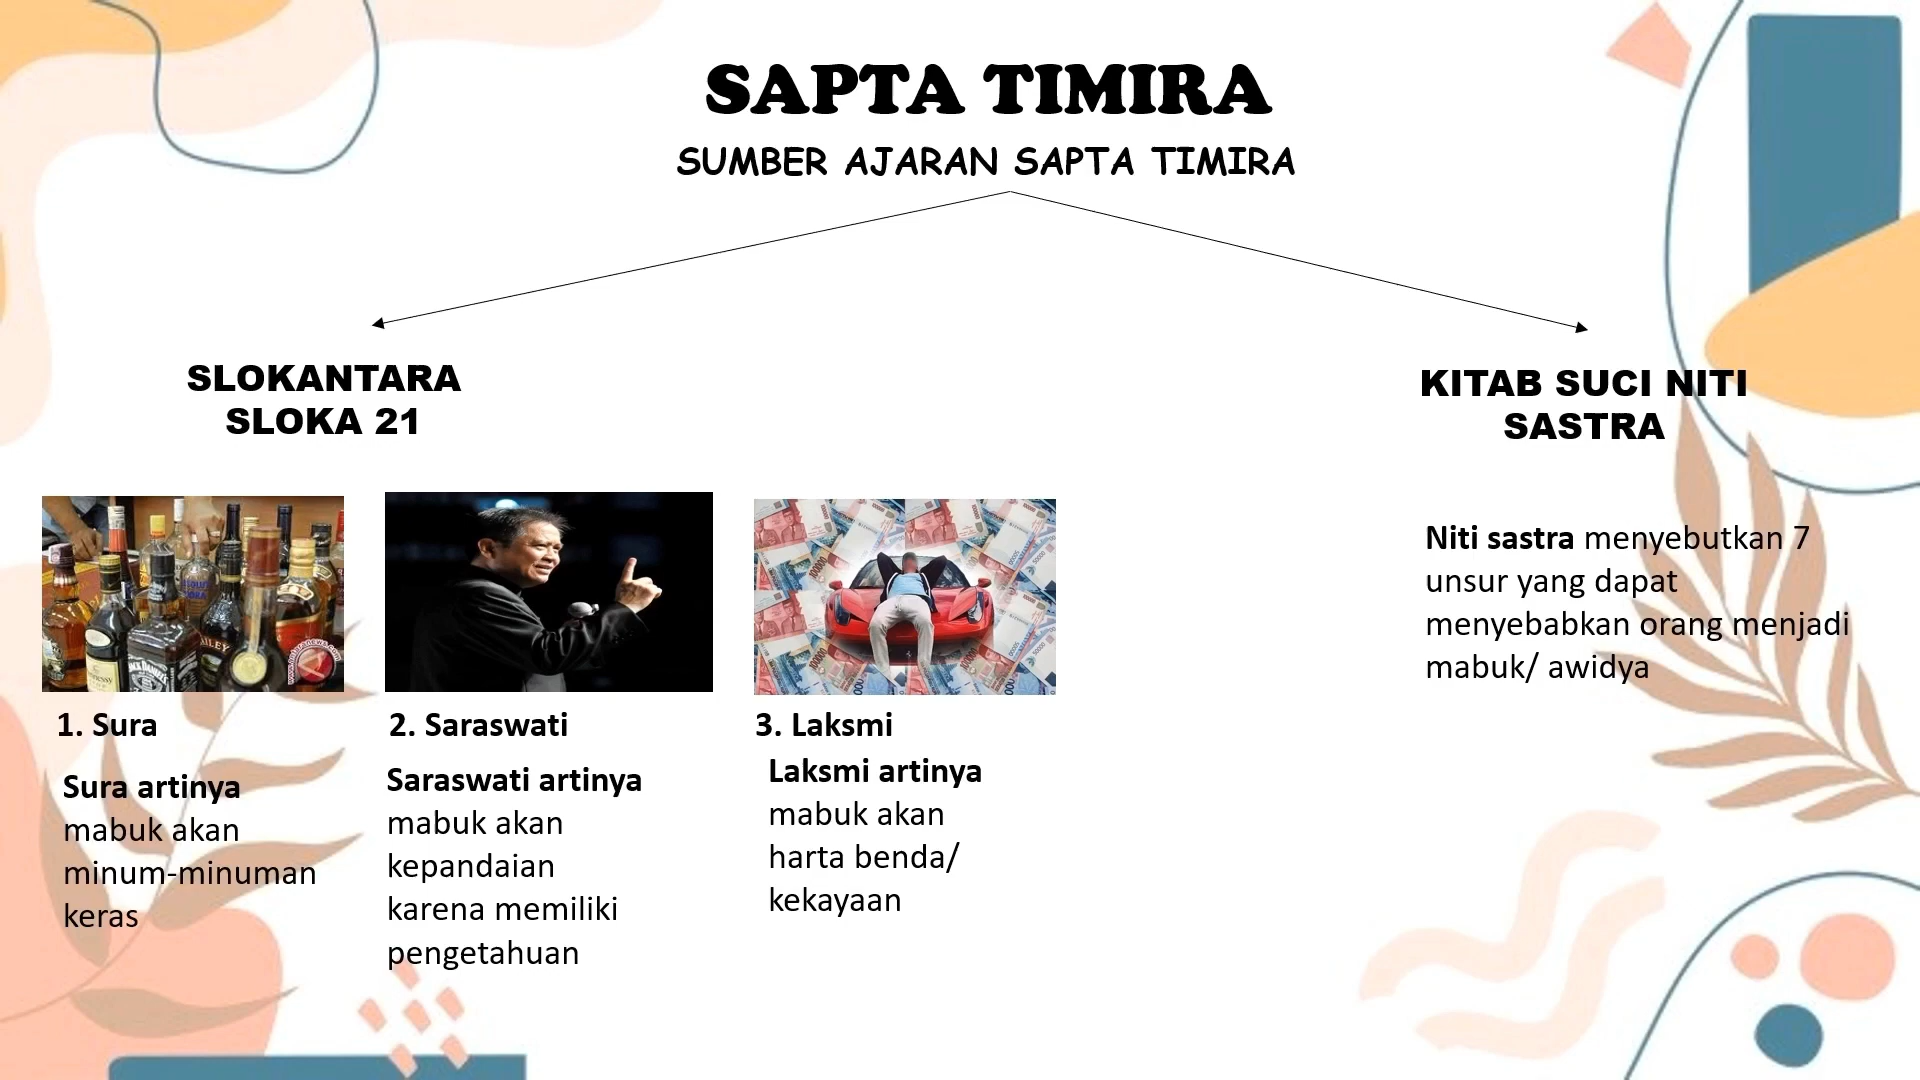 SAPTA TIMIRA
SUMBER AJARAN SAPTA TIMIRA
SLOKANTARA
SLOKA 21
1. Sura
Sura artinya
mabuk akan
minum-minuman
keras
2. Saraswati
Saraswati artinya
mabuk akan
kepandaian
karena memiliki
pengetahuan
3. Laksmi
Laksmi artinya
mabuk akan
harta benda/
kekayaan
KITAB SUCI NITI
SASTRA
Niti sastra menyebutkan 7
unsur yang dapat
menyebabkan orang menjadi
mabuk/ awidya